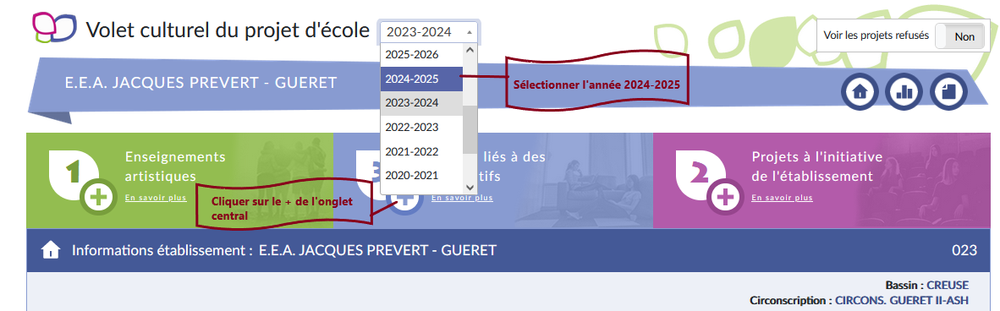 Volet culturel du projet d'école
2023-2024
Voir les projets refusés
Non
2025-2026
2024-2025
2023-2024
2022-2023
2021-2022
2020-2021
Sélectionner l'année 2024-2025
E.E.A. JACQUES PREVERT - GUERET
1
Enseignements
artistiques
En savoir plus
Cliquer sur le + de l'onglet
central
3
liés à des
tifs
En savoir plus
2
Projets à l'initiative
de l'établissement
En savoir plus
Informations établissement : E.E.A. JACQUES PREVERT - GUERET
023
Bassin : CREUSE
Circonscription : CIRCONS. GUERET II-ASH